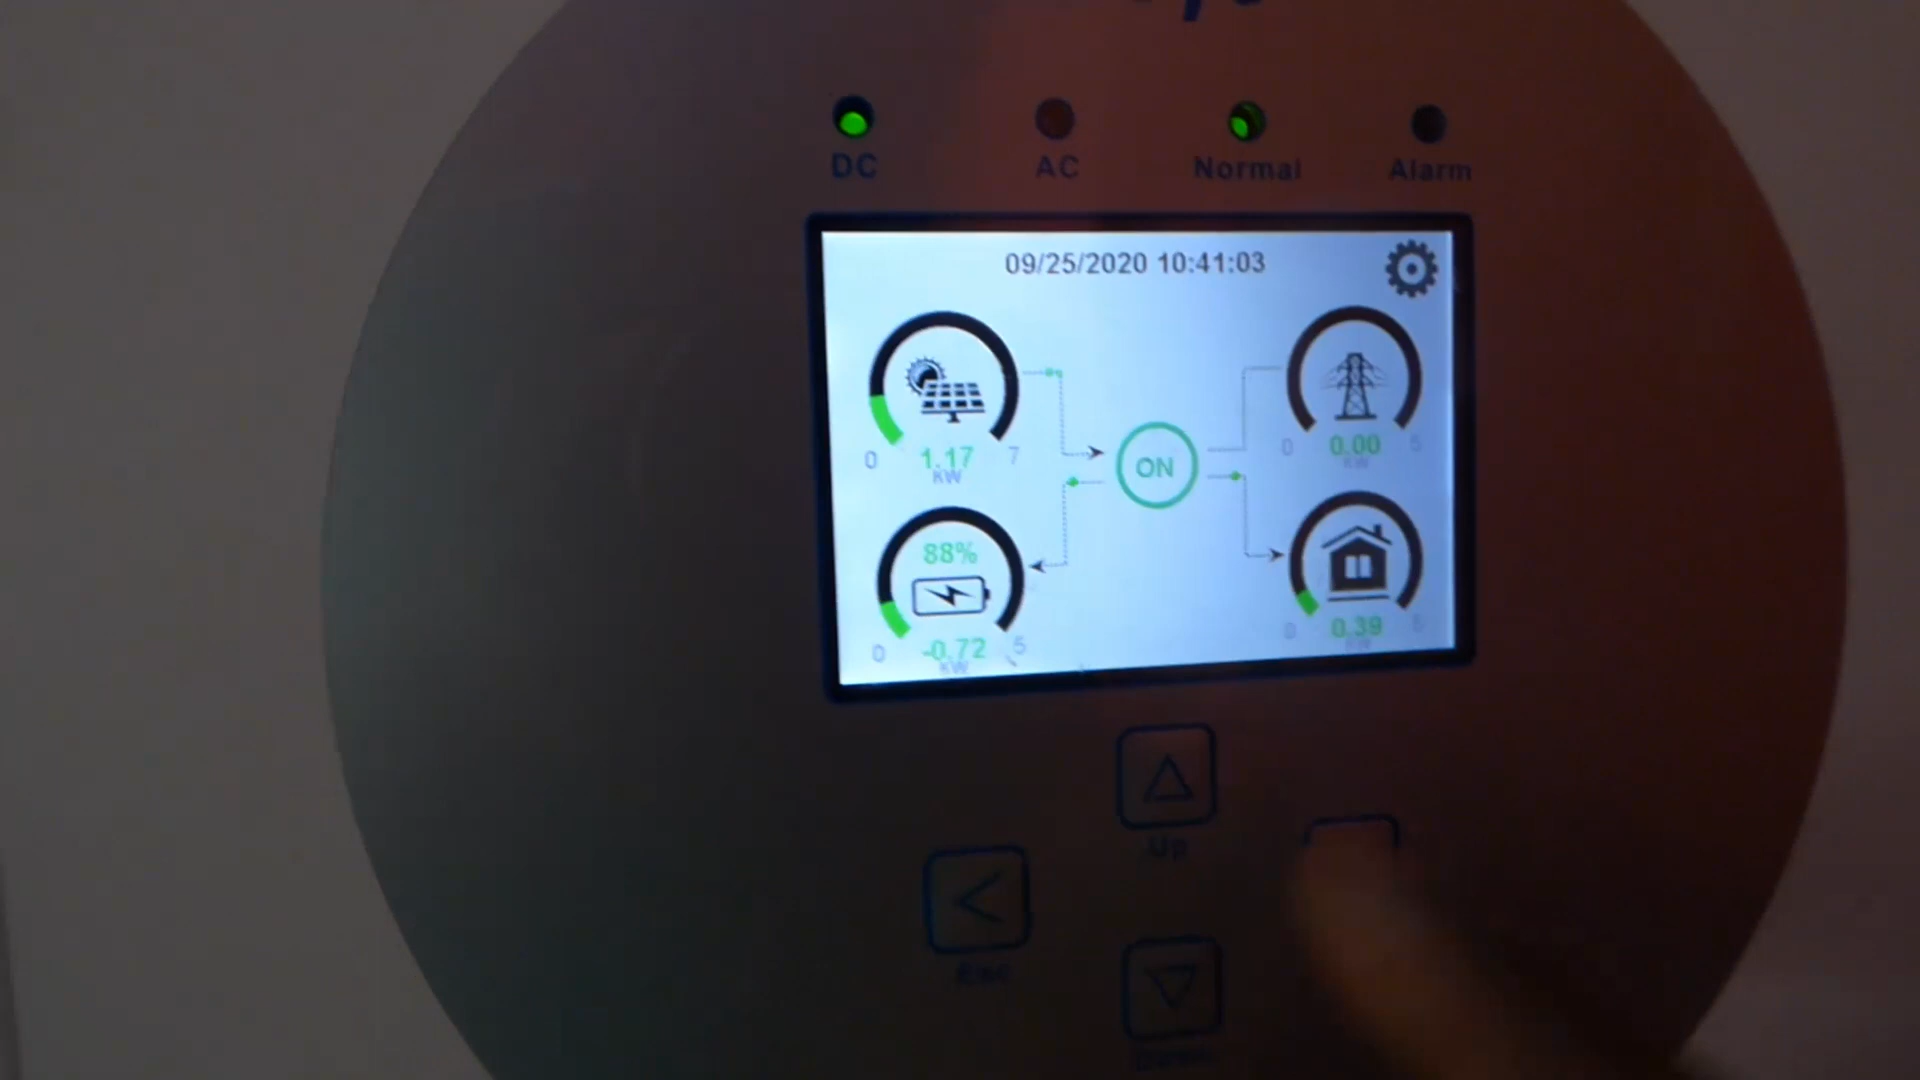 DC AC Normal Alarm
09/25/2020 10:41:03
0 1.17 7
KW
0 0.00 5
KW
ON
88%
0 -0.72 5
KW
0 0.39 5
KW
Up
Esc
Down